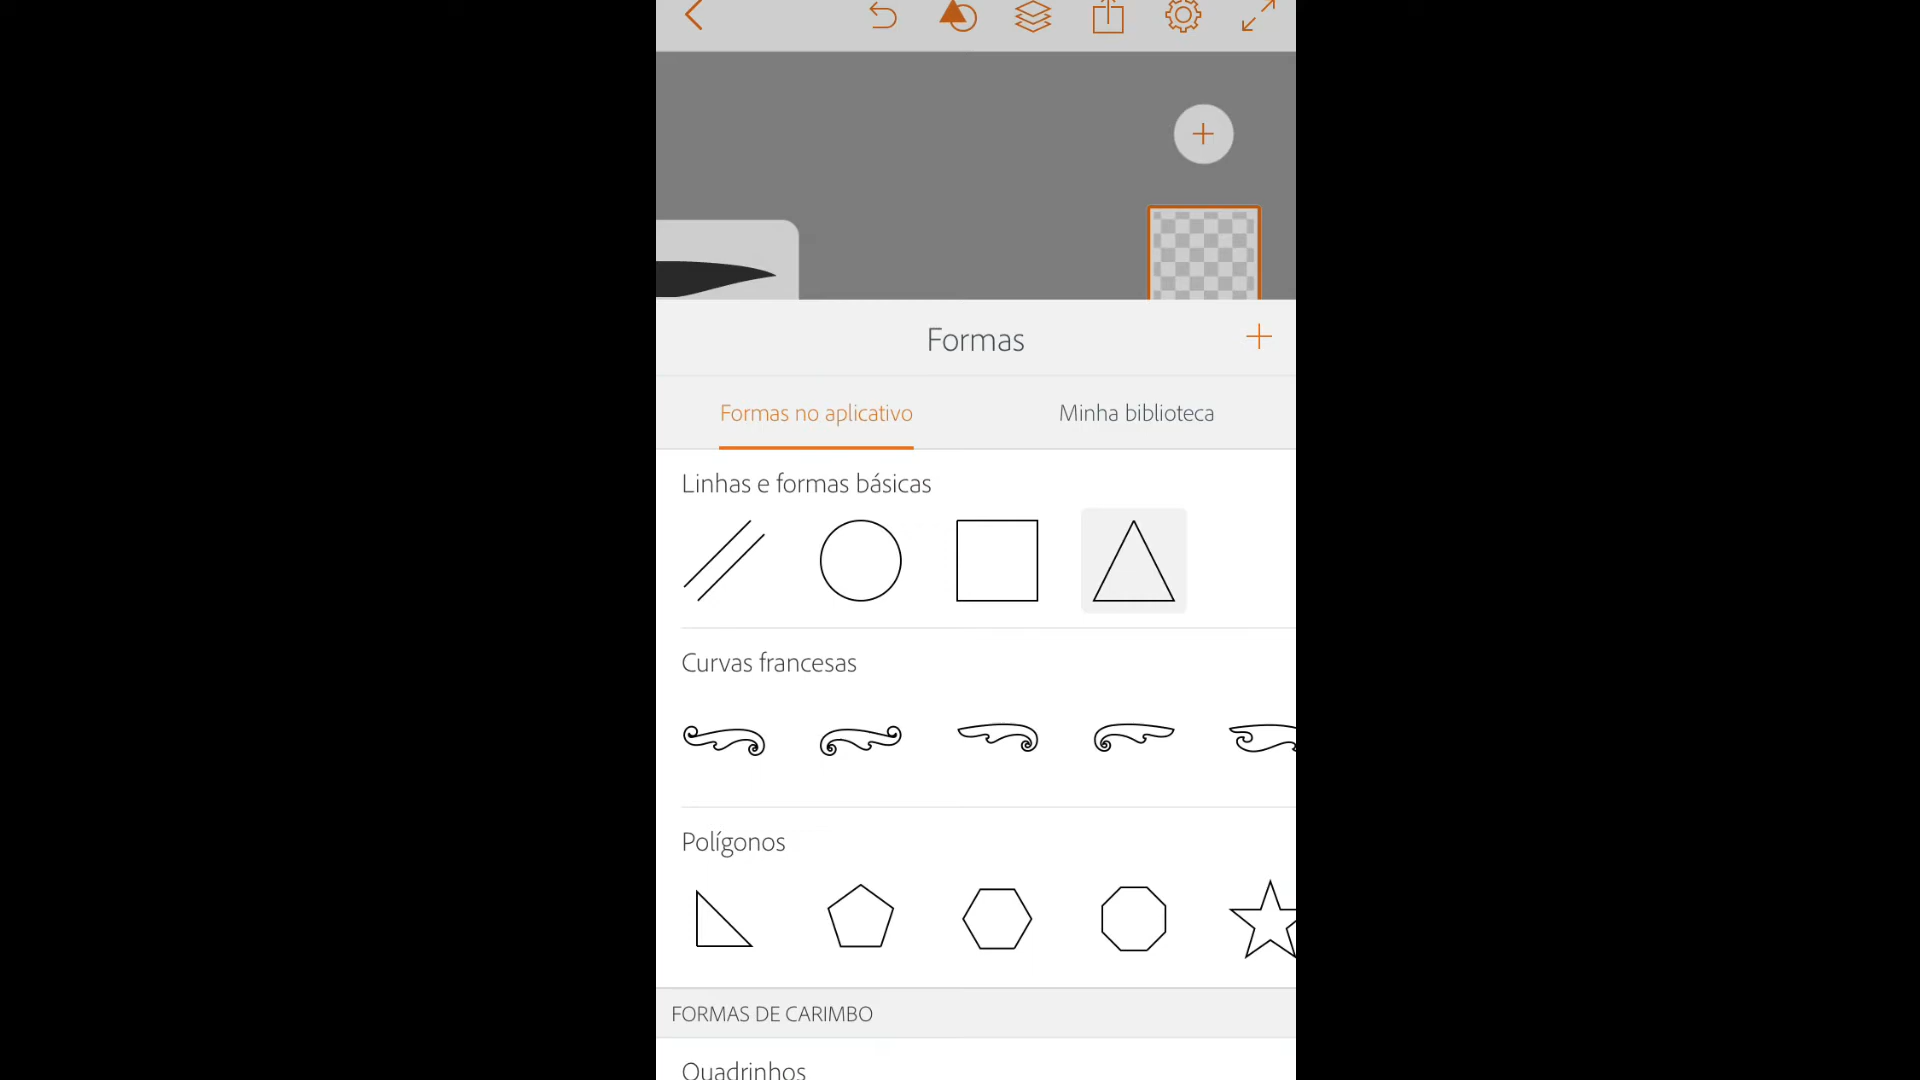 Formas
Formas no aplicativo
Minha biblioteca
Linhas e formas básicas
Curvas francesas
Polígonos
FORMAS DE CARIMBO
Quadrinhos